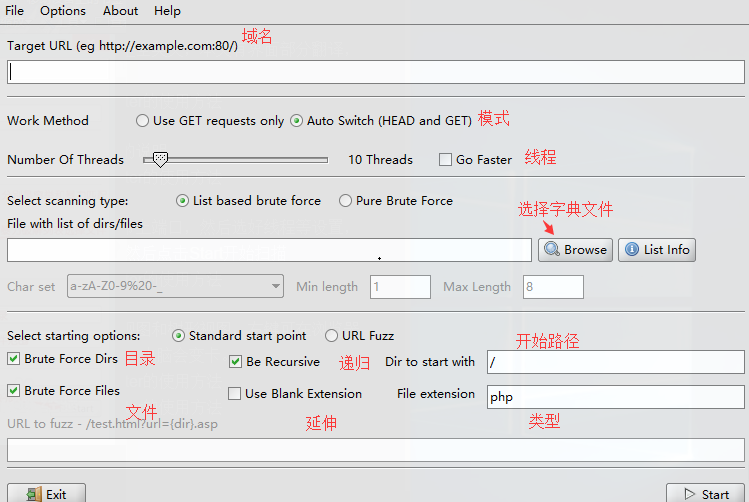 File Options About Help
Target URL (eg http://example.com:80/) 域名
Work Method Use GET requests only Auto Switch (HEAD and GET) 模式
Number Of Threads 10 Threads Go Faster 线程
Select scanning type: List based brute force Pure Brute Force
选择字典文件
File with list of dirs/files
Browse List Info
Char set a-zA-Z0-9%20-_ Min length 1 Max Length 8
Select starting options: Standard start point URL Fuzz
开始路径
Brute Force Dirs 目录 Be Recursive 递归 Dir to start with /
Brute Force Files Use Blank Extension File extension php
文件 延伸 类型
URL to fuzz - /test.html?url={dir}.asp
Exit Start